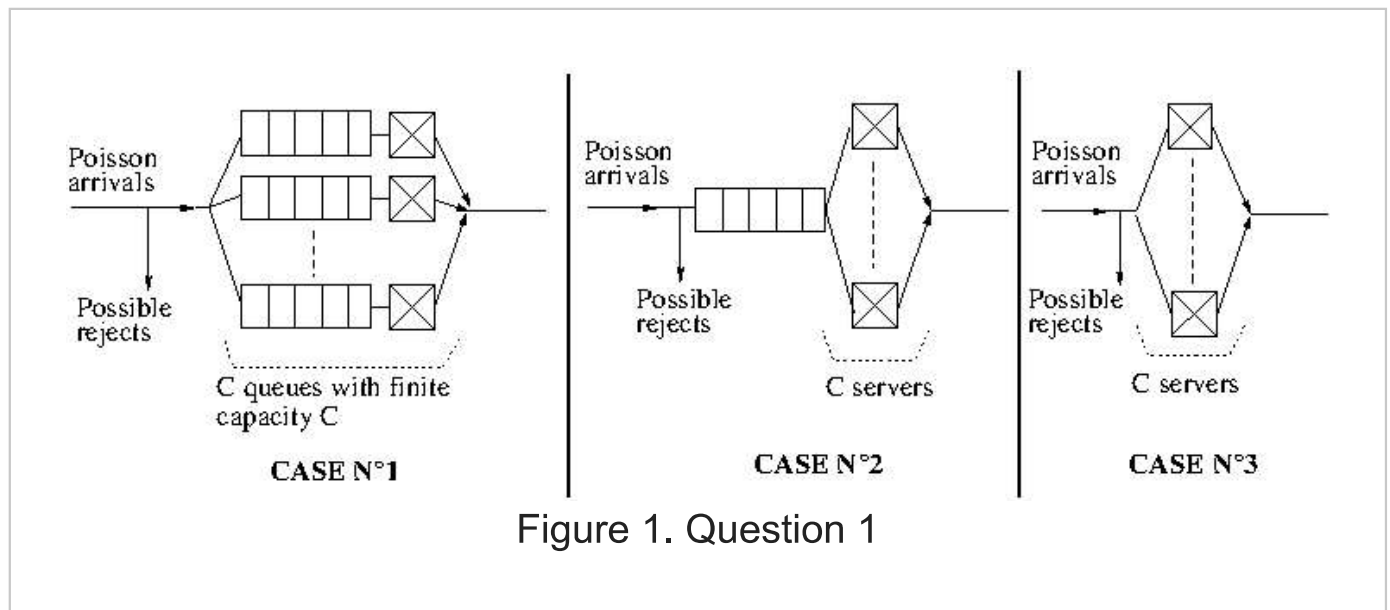 Poisson
arrivals
Possible
rejects
C queues with finite
capacity C
CASE N°1
Poisson
arrivals
Possible
rejects
C servers
CASE N°2
Poisson
arrivals
Possible
rejects
C servers
CASE N°3
Figure 1. Question 1